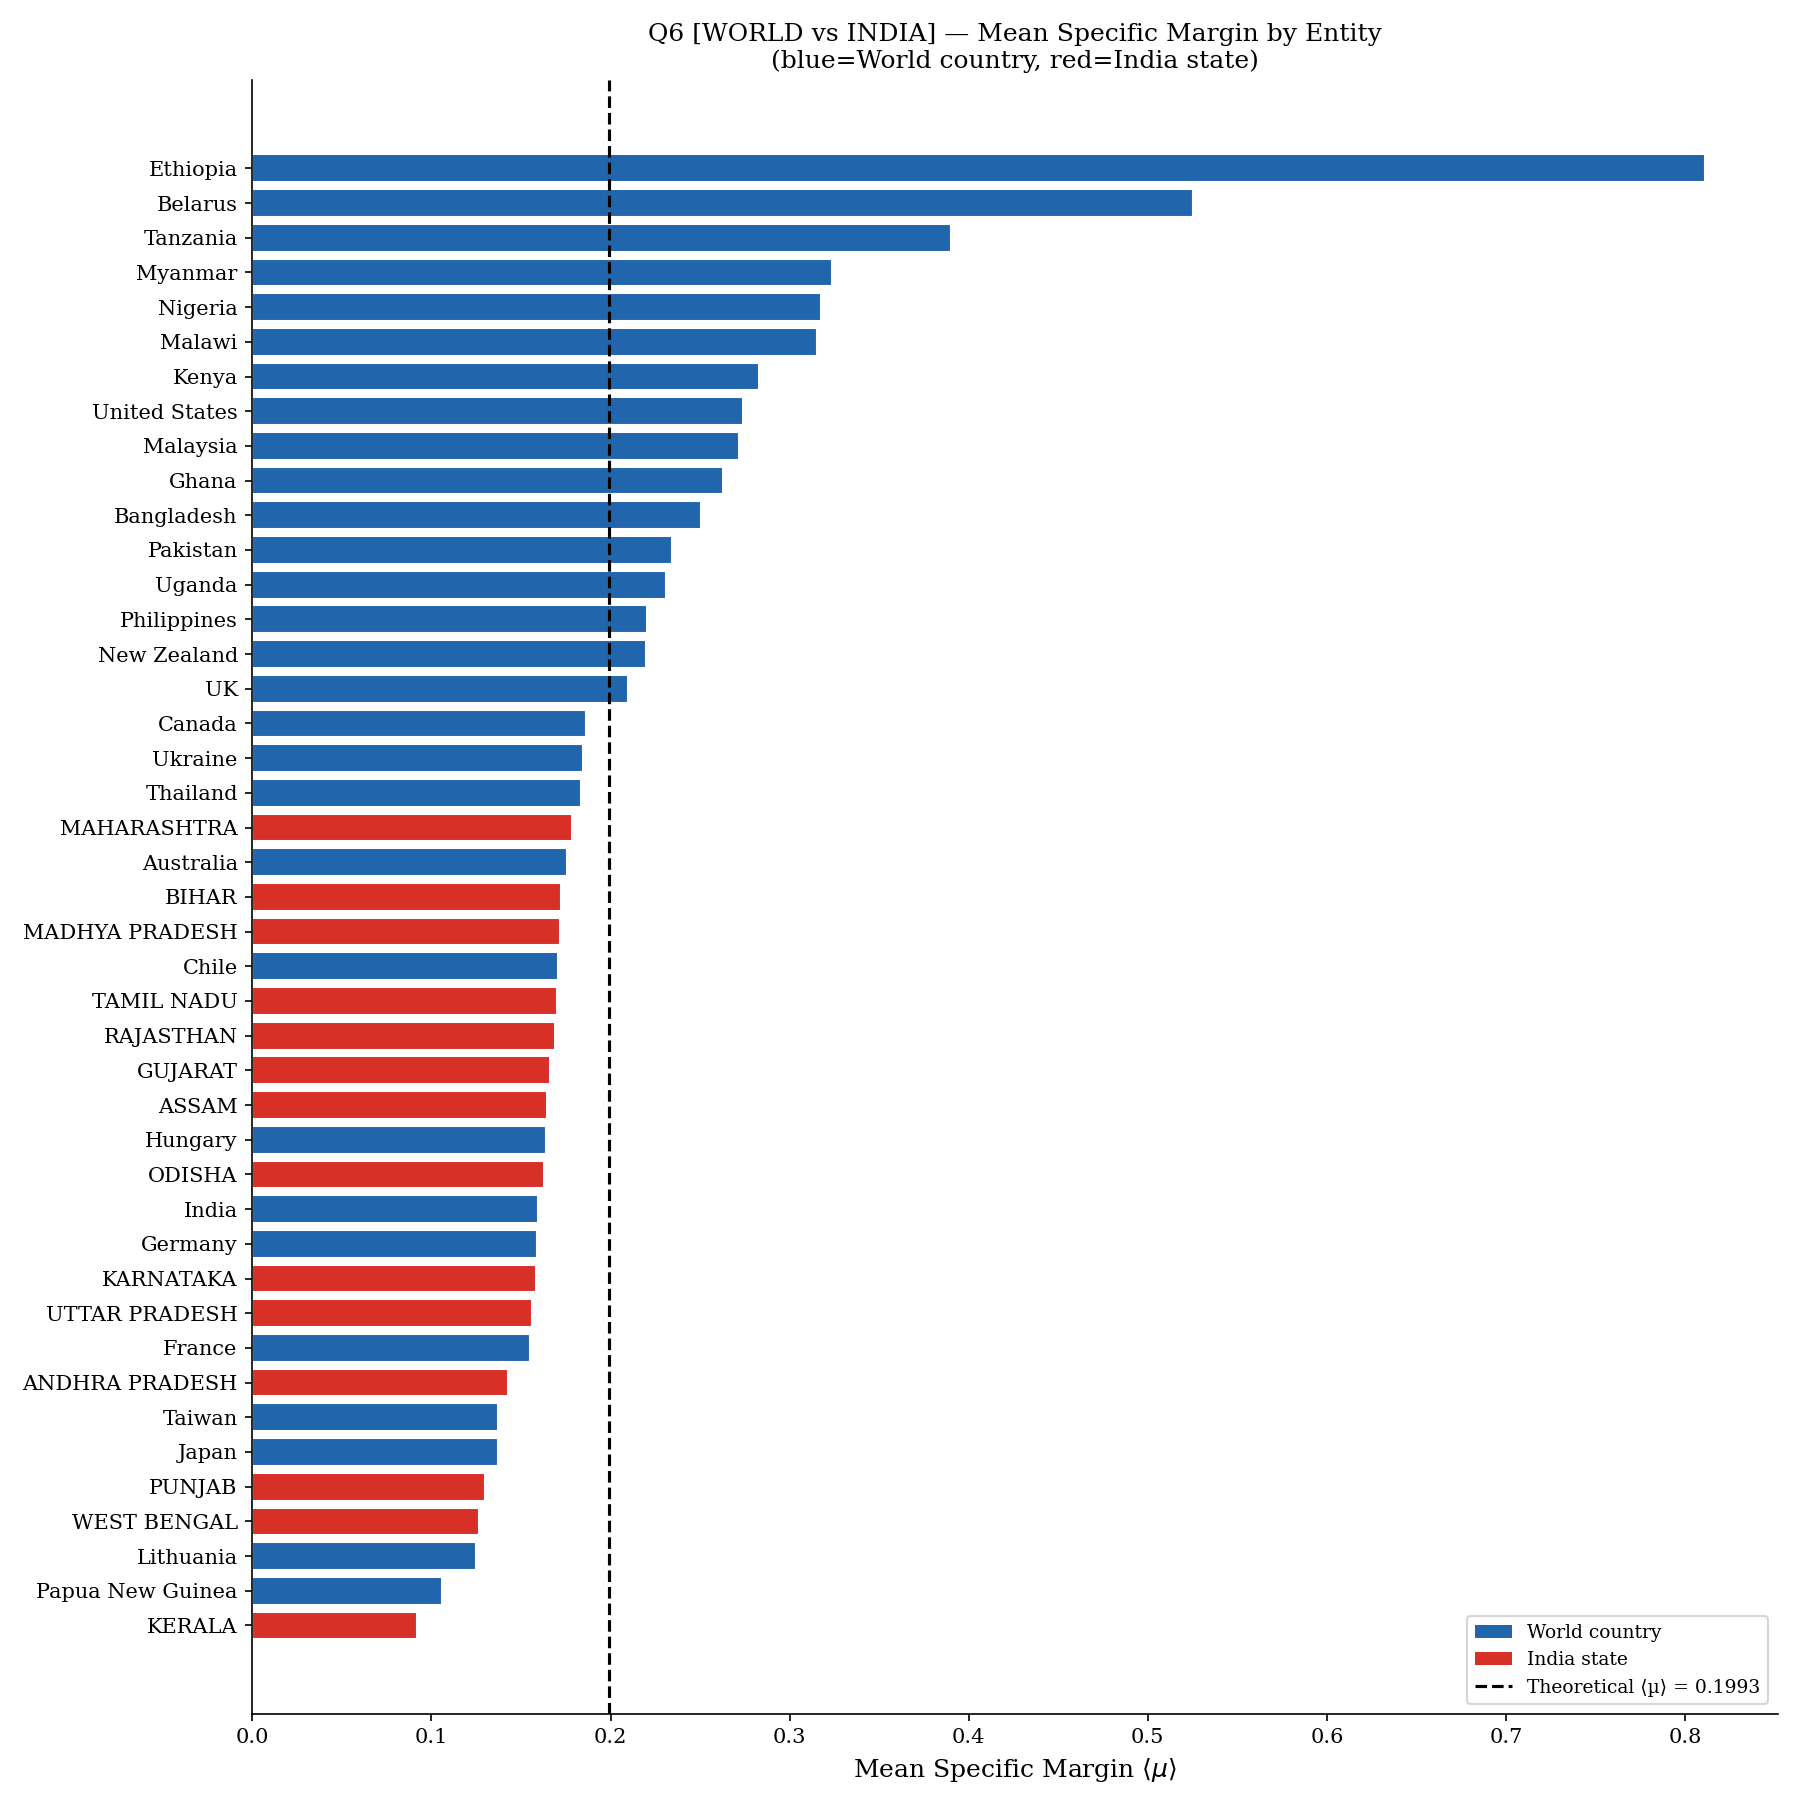 Q6 [WORLD vs INDIA] — Mean Specific Margin by Entity
(blue=World country, red=India state)
Ethiopia
Belarus
Tanzania
Myanmar
Nigeria
Malawi
Kenya
United States
Malaysia
Ghana
Bangladesh
Pakistan
Uganda
Philippines
New Zealand
UK
Canada
Ukraine
Thailand
MAHARASHTRA
Australia
BIHAR
MADHYA PRADESH
Chile
TAMIL NADU
RAJASTHAN
GUJARAT
ASSAM
Hungary
ODISHA
India
Germany
KARNATAKA
UTTAR PRADESH
France
ANDHRA PRADESH
Taiwan
Japan
PUNJAB
WEST BENGAL
Lithuania
Papua New Guinea
KERALA
World country
India state
Theoretical ⟨μ⟩ = 0.1993
0.0 0.1 0.2 0.3 0.4 0.5 0.6 0.7 0.8
Mean Specific Margin ⟨μ⟩